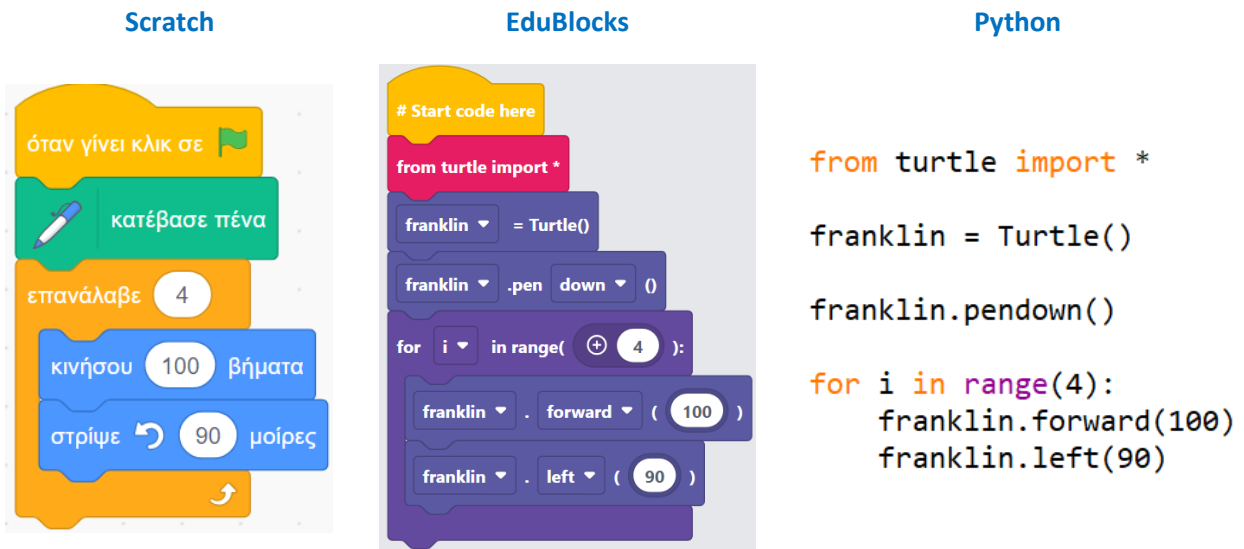 Scratch
όταν γίνει κλικ σε
κατέβασε πένα
επανάλαβε 4
κινήσου 100 βήματα
στρίψε 90 μοίρες
EduBlocks
# Start code here
from turtle import *
franklin = Turtle()
franklin .pen down ()
for i in range( 4 ):
franklin . forward ( 100 )
franklin . left ( 90 )
Python
from turtle import *
franklin = Turtle()
franklin.pendown()
for i in range(4):
franklin.forward(100)
franklin.left(90)